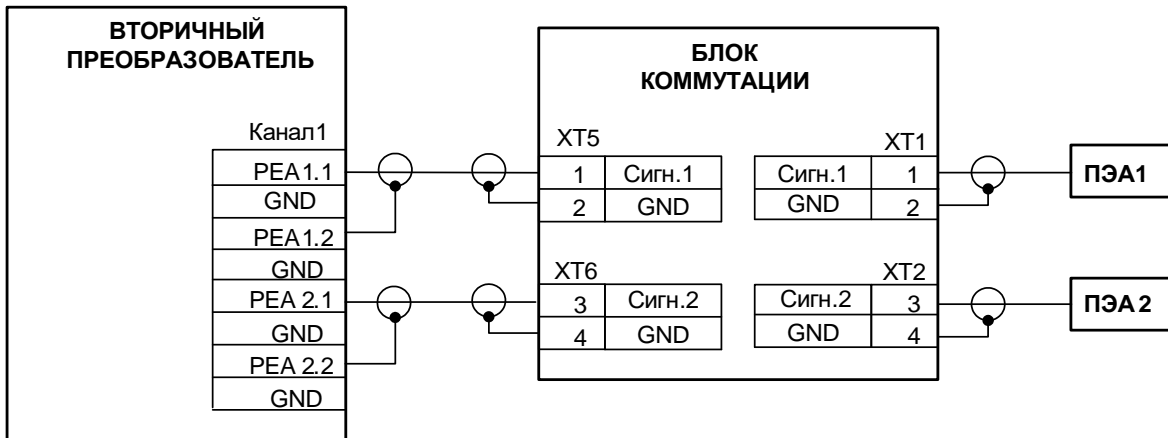 ВТОРИЧНЫЙ
ПРЕОБРАЗОВАТЕЛЬ
Канал1
PEA1.1
GND
PEA1.2
GND
PEA 2.1
GND
PEA 2.2
GND
БЛОК
КОММУТАЦИИ
XT5
1 Сигн.1
2 GND
XT6
3 Сигн.2
4 GND
XT1
Сигн.1 1
GND 2
XT2
Сигн.2 3
GND 4
ПЭА1
ПЭА2